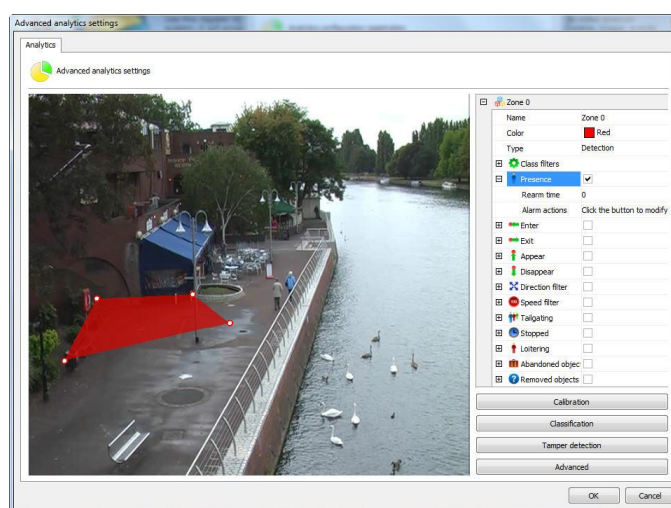 Advanced analytics settings
Analytics
Advanced analytics settings
Zone 0
Name Zone 0
Color Red
Type Detection
Class filters
Presence
Rearm time 0
Alarm actions Click the button to modify
Enter
Exit
Appear
Disappear
Direction filter
Speed filter
Tailgating
Stopped
Loitering
Abandoned objec
Removed objects
Calibration
Classification
Tamper detection
Advanced
OK Cancel